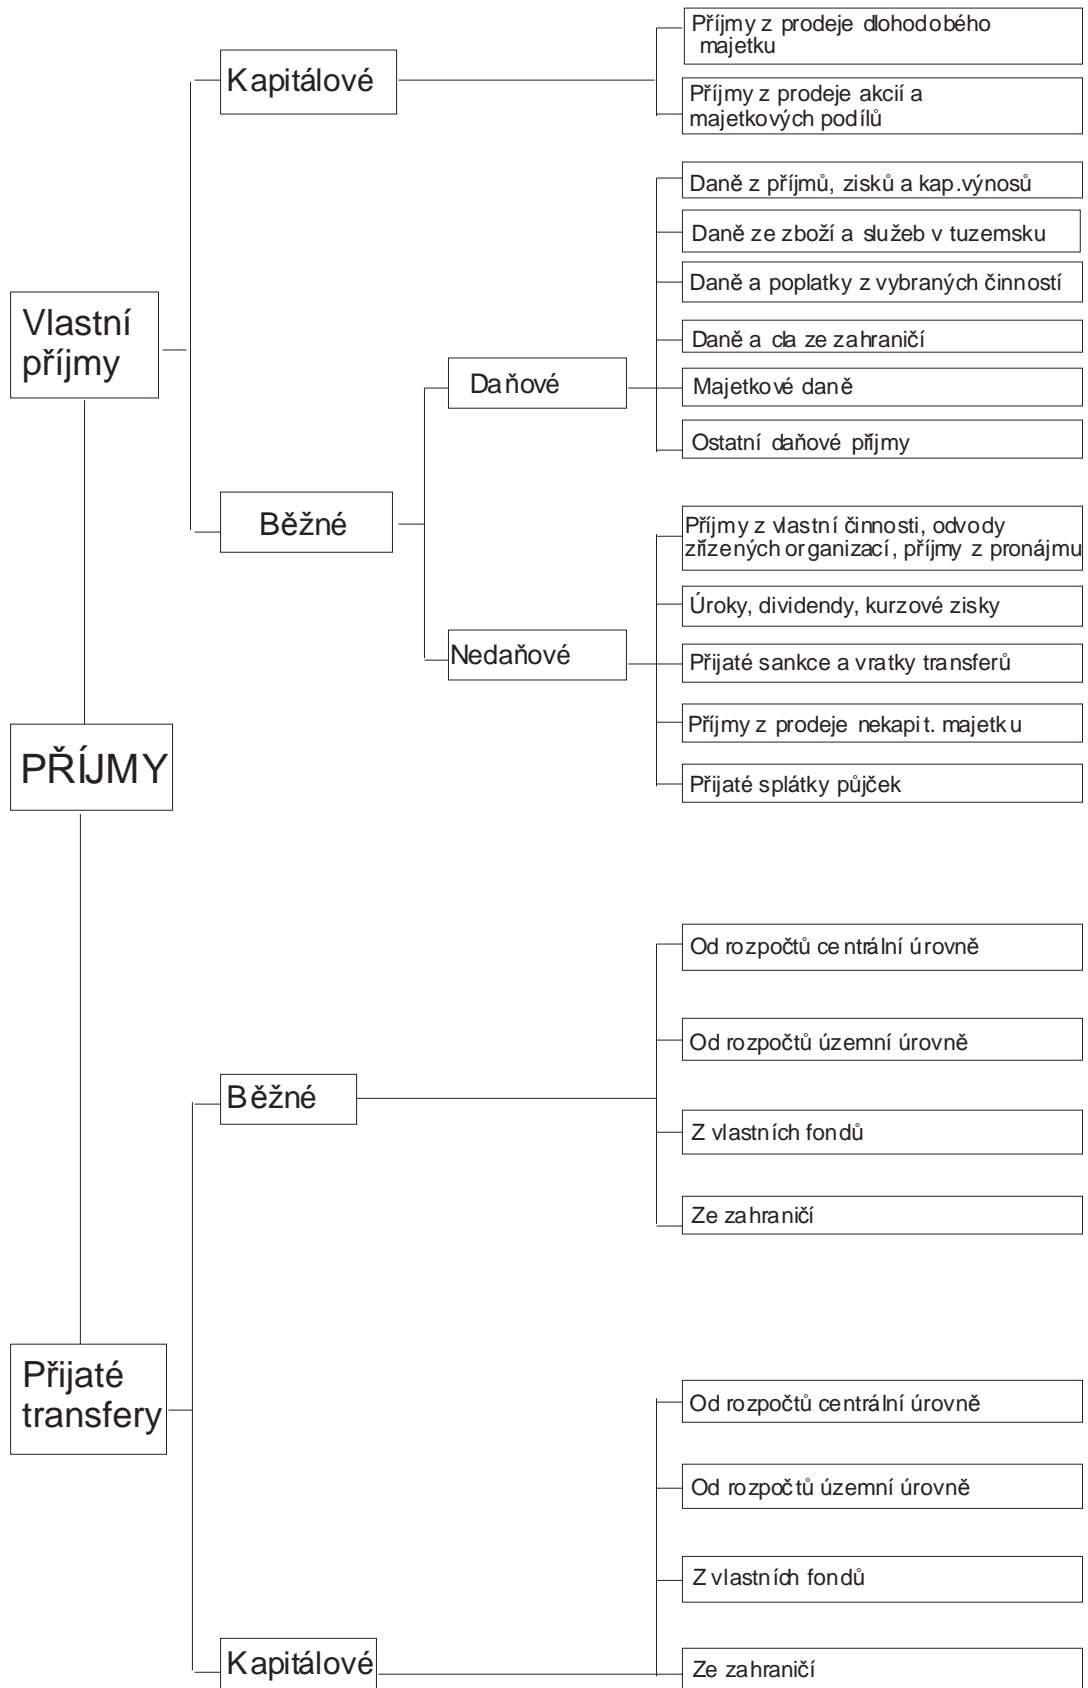 Příjmy z prodeje dlohodobého
majetku
Kapitálové
Příjmy z prodeje akcií a
majetkových podílů
Daně z příjmů, zisků a kap.výnosů
Daně ze zboží a služeb v tuzemsku
Daně a poplatky z vybraných činností
Vlastní
příjmy
Daně a cla ze zahraničí
Daňové
Majetkové daně
Ostatní daňové příjmy
Běžné
Příjmy z vlastní činnosti, odvody
zřízených organizací, příjmy z pronájmu
Úroky, dividendy, kurzové zisky
Nedaňové
Přijaté sankce a vratky transferů
Příjmy z prodeje nekapit. majetku
PŘÍJMY
Přijaté splátky půjček
Od rozpočtů centrální úrovně
Od rozpočtů územní úrovně
Běžné
Z vlastních fondů
Ze zahraničí
Přijaté
transfery
Od rozpočtů centrální úrovně
Od rozpočtů územní úrovně
Z vlastních fondů
Kapitálové
Ze zahraničí